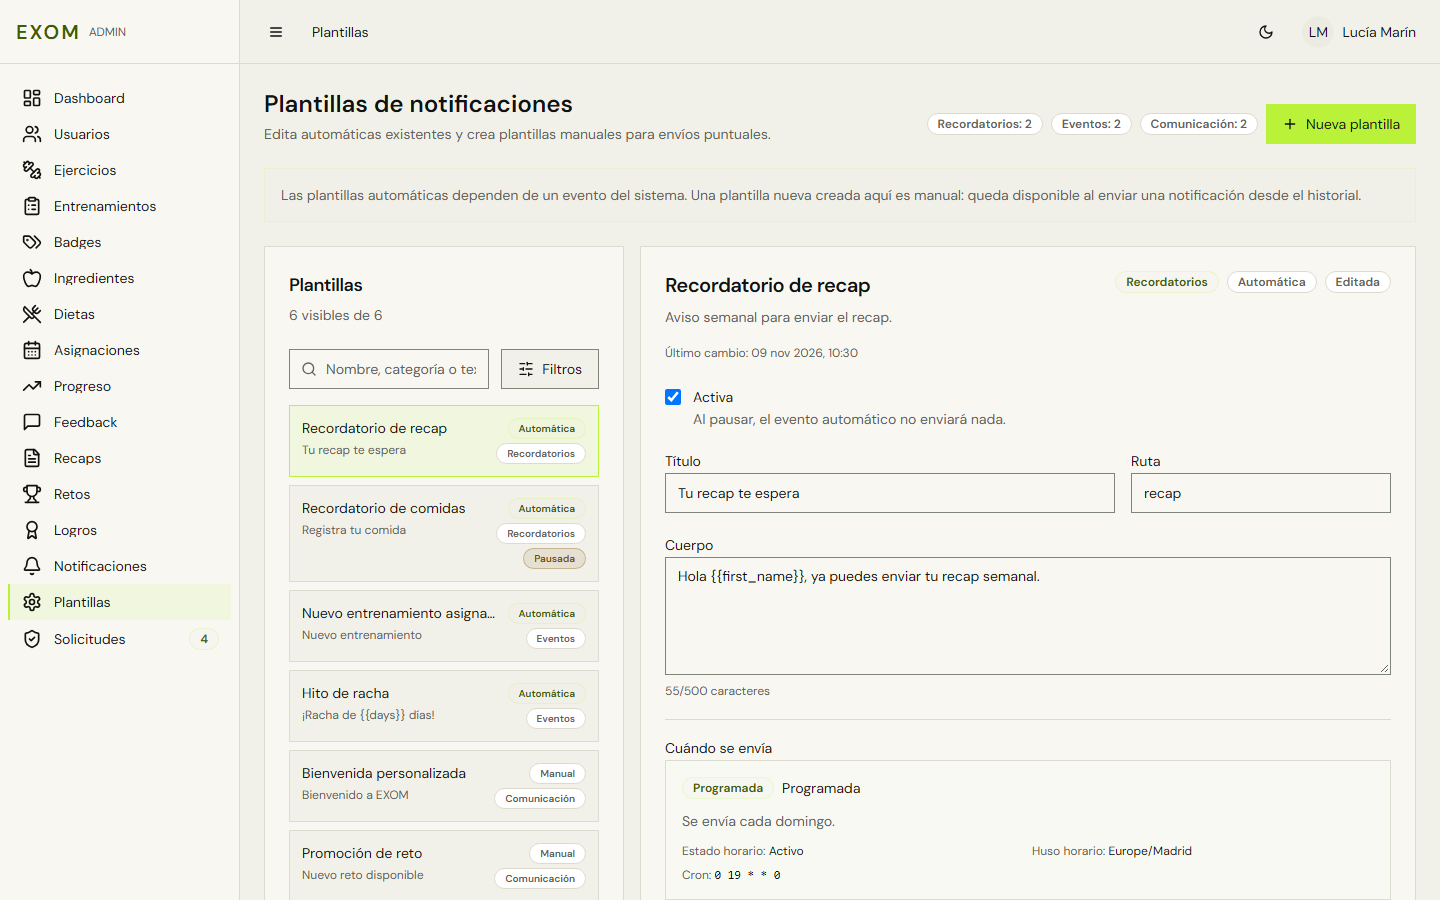 EXOM ADMIN
Plantillas
LM Lucía Marín
Dashboard
Usuarios
Ejercicios
Entrenamientos
Badges
Ingredientes
Dietas
Asignaciones
Progreso
Feedback
Recaps
Retos
Logros
Notificaciones
Plantillas
Solicitudes 4
Plantillas de notificaciones
Edita automáticas existentes y crea plantillas manuales para envíos puntuales.
Recordatorios: 2 Eventos: 2 Comunicación: 2 Nueva plantilla
Las plantillas automáticas dependen de un evento del sistema. Una plantilla nueva creada aquí es manual: queda disponible al enviar una notificación desde el historial.
Plantillas
6 visibles de 6
Nombre, categoría o te: Filtros
Recordatorio de recap Automática
Tu recap te espera Recordatorios
Recordatorio de comidas Automática
Registra tu comida Recordatorios
Pausada
Nuevo entrenamiento asigna... Automática
Nuevo entrenamiento Eventos
Hito de racha Automática
¡Racha de {{days}} días! Eventos
Bienvenida personalizada Manual
Bienvenido a EXOM Comunicación
Promoción de reto Manual
Nuevo reto disponible Comunicación
Recordatorio de recap Recordatorios Automática Editada
Aviso semanal para enviar el recap.
Último cambio: 09 nov 2026, 10:30
Activa
Al pausar, el evento automático no enviará nada.
Título Ruta
Tu recap te espera recap
Cuerpo
Hola {{first_name}}, ya puedes enviar tu recap semanal.
55/500 caracteres
Cuándo se envía
Programada Programada
Se envía cada domingo.
Estado horario: Activo Huso horario: Europe/Madrid
Cron: 0 19 * * 0